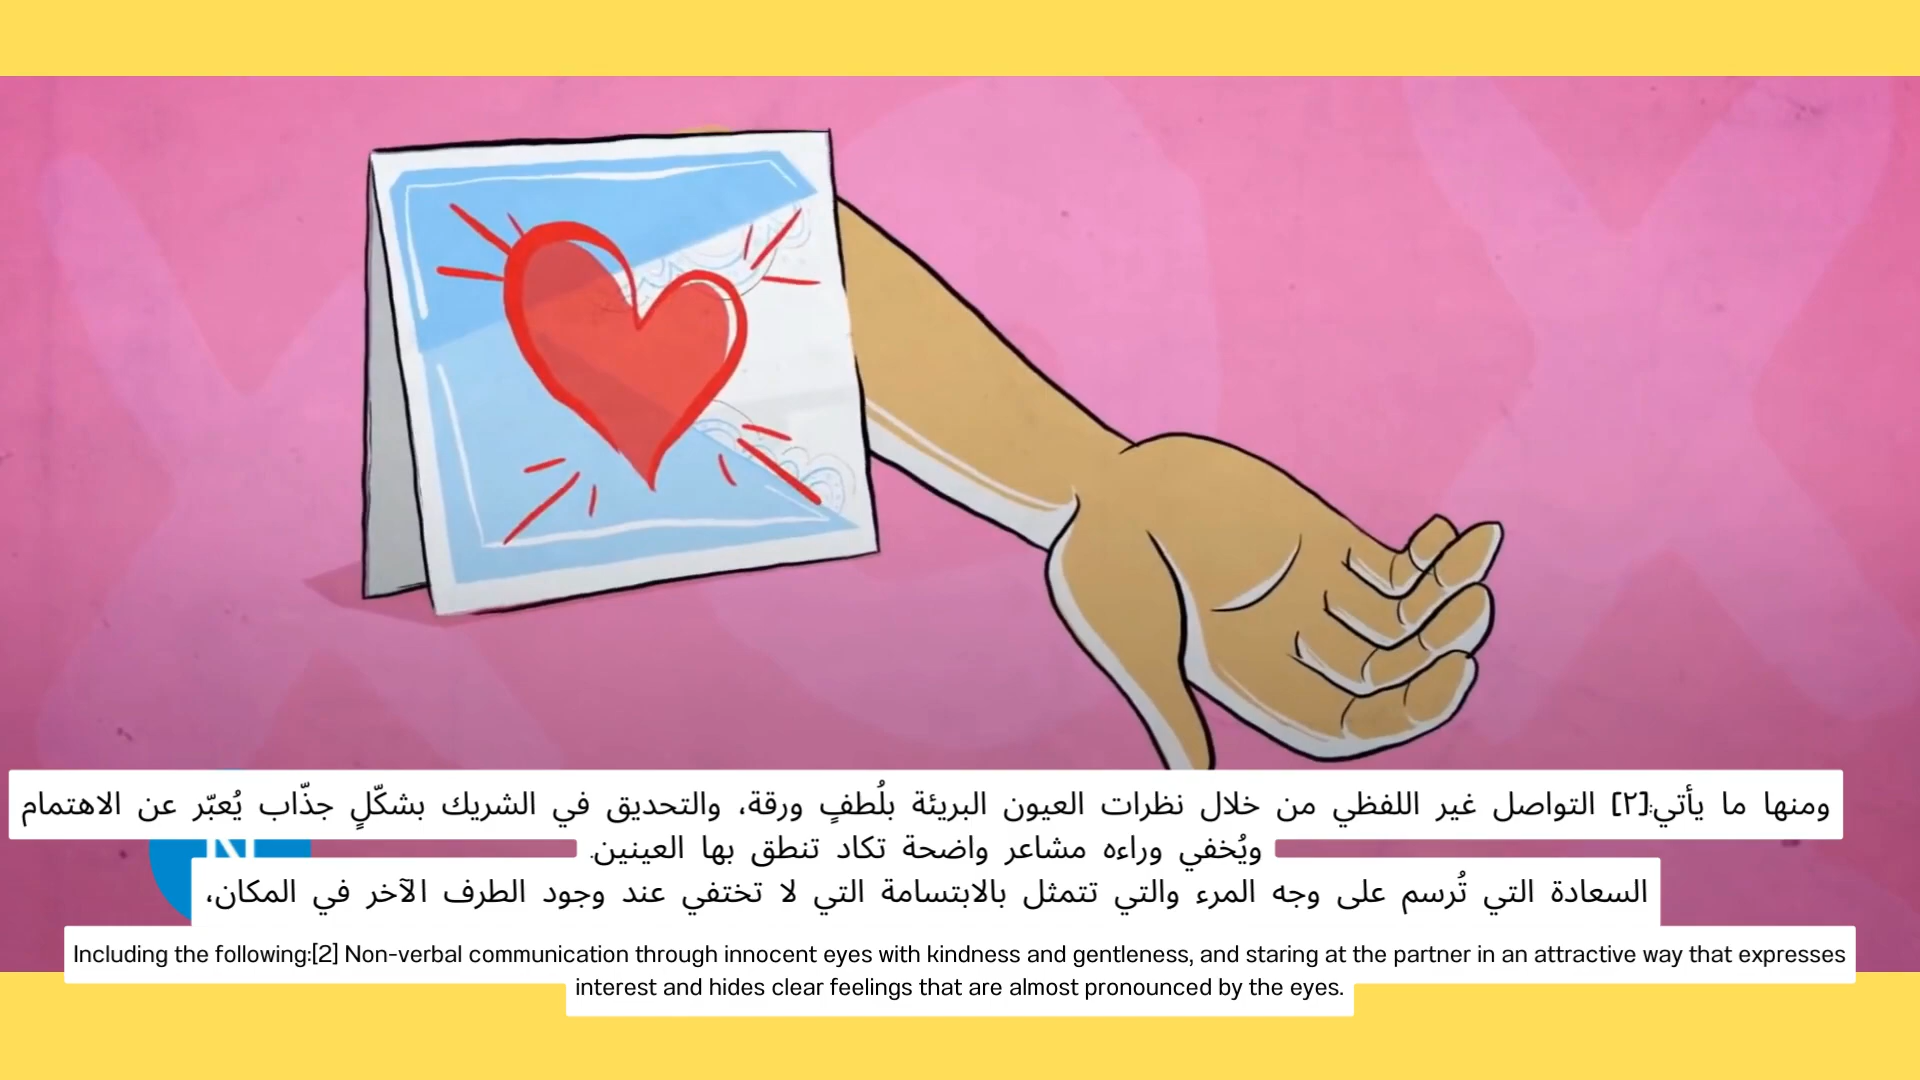 ومنها ما يأتي:[٢] التواصل غير اللفظي من خلال نظرات العيون البريئة بلُطفٍ ورقة، والتحديق في الشريك بشكّلٍ جذّاب يُعبّر عن الاهتمام
ويُخفي وراءه مشاعر واضحة تكاد تنطق بها العينين.
السعادة التي تُرسم على وجه المرء والتي تتمثل بالابتسامة التي لا تختفي عند وجود الطرف الآخر في المكان،
Including the following:[2] Non-verbal communication through innocent eyes with kindness and gentleness, and staring at the partner in an attractive way that expresses
interest and hides clear feelings that are almost pronounced by the eyes.